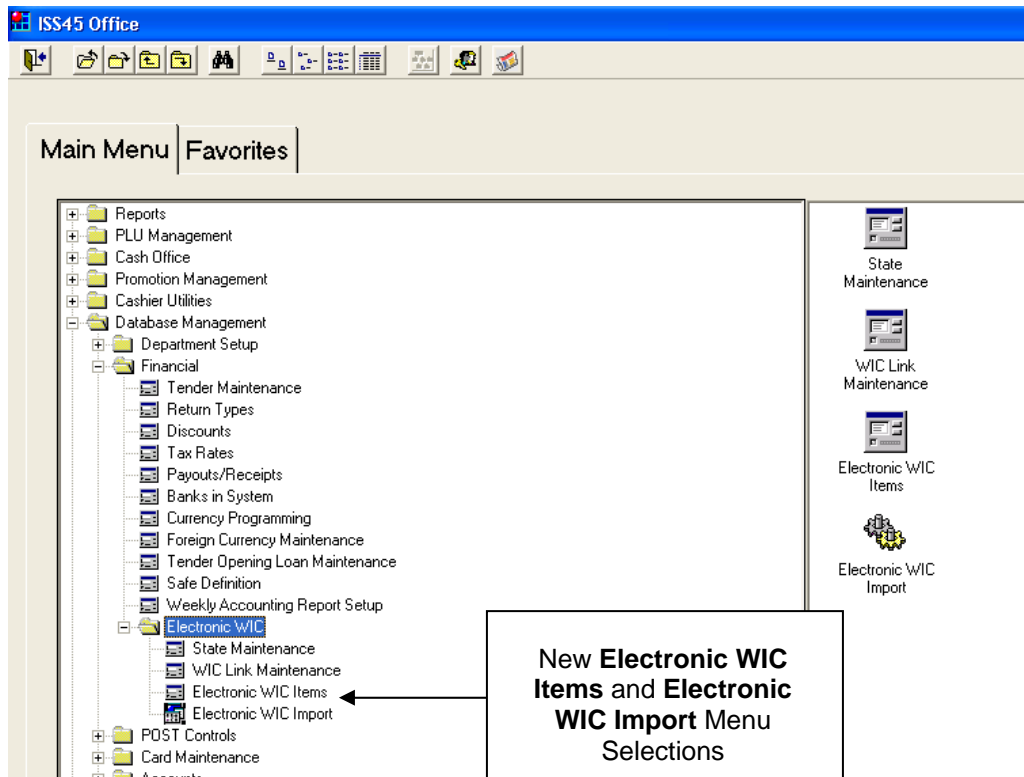 ISS45 Office
Main Menu
Favorites
Reports
PLU Management
Cash Office
Promotion Management
Cashier Utilities
Database Management
Department Setup
Financial
Tender Maintenance
Return Types
Discounts
Tax Rates
Payouts/Receipts
Banks in System
Currency Programming
Foreign Currency Maintenance
Tender Opening Loan Maintenance
Safe Definition
Weekly Accounting Report Setup
Electronic WIC
State Maintenance
WIC Link Maintenance
Electronic WIC Items
Electronic WIC Import
POST Controls
Card Maintenance
Accounts
State
Maintenance
WIC Link
Maintenance
Electronic WIC
Items
Electronic WIC
Import
New Electronic WIC
Items and Electronic
WIC Import Menu
Selections